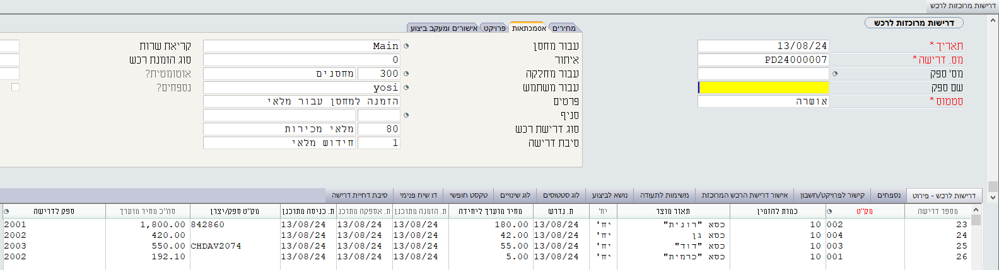 דרישות מרוכזות לרכש
דרישות מרוכזות לרכש
תאריך * 13/08/24
מס. דרישה * PD24000007
מס' ספק
שם ספק
סטטוס * אושרה
מחירים אסמכתאות פרויקט אישורים ומעקב ביצוע
עבור מחסן Main קריאת שרות
איתור 0 סוג הזמנת רכש
עבור מחלקה 300 מחסנים אוטומטית?
עבור משתמש yosi נספחים?
פרטים הזמנה למחסן עבור מלאי
סניף
סוג דרישת רכש 80 מלאי מכירות
סיבת דרישה 1 חידוש מלאי
דרישות לרכש - פירוט נספחים קישור לפרויקט/חשבון אישור דרישת הרכש המרוכזת משימות לתעודה נושא לביצוע לוג סטטוסים לוג שינויים טקסט חופשי דו שיח פנימי סיבת דחיית דרישה
מספר דרישה מק"ט כמות להזמין תאור מוצר יח' ת. נדרש מחיר מוערך ליחידה ת. הזמנה מתוכנן ת. אספקה מתוכנן ת. כניסה מתוכנן מק"ט ספק/יצרן סה"כ מחיר מוערך ספק לדרישה
23 002 10 כסא "רונית" יח' 13/08/24 180.00 13/08/24 13/08/24 13/08/24 842860 1,800.00 2001
24 004 10 כסא גן יח' 13/08/24 42.00 13/08/24 13/08/24 13/08/24 420.00 2002
25 003 10 כסא "דוד" יח' 13/08/24 55.00 13/08/24 13/08/24 13/08/24 CHDAV2074 550.00 2003
26 001 10 כסא "כרמית" יח' 13/08/24 5.00 13/08/24 13/08/24 13/08/24 192.10 2002